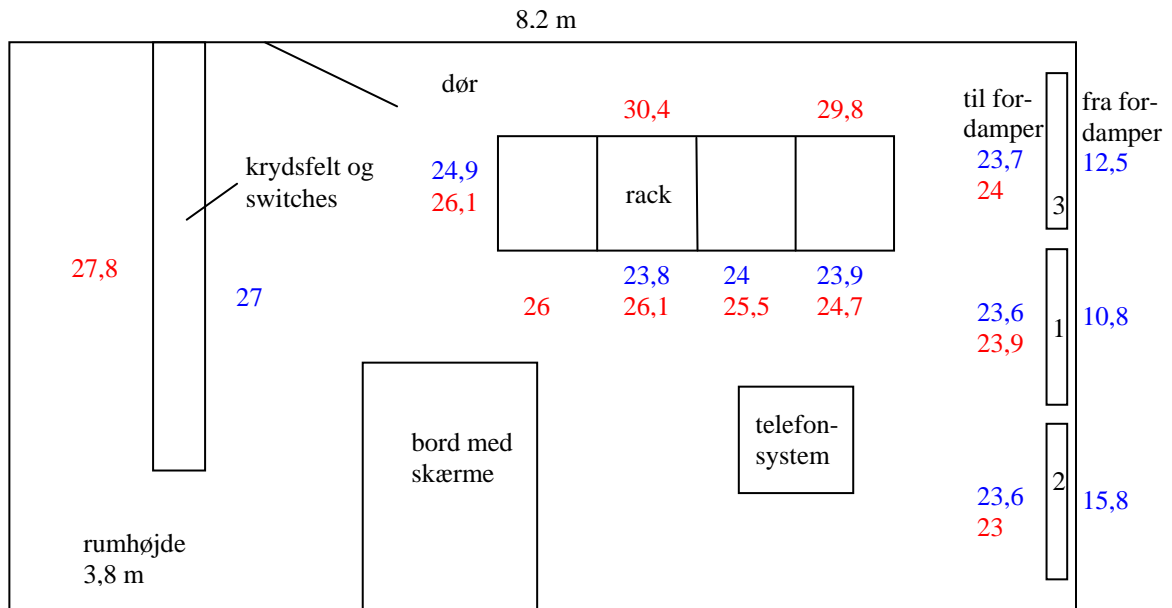 8.2 m
dør
30,4
29,8
til for-
damper
fra for-
damper
krydsfelt og
switches
24,9
26,1
rack
23,7
24
12,5
3
27,8
27
23,8
24
23,9
26
26,1
25,5
24,7
23,6
23,9
1
10,8
bord med
skærme
telefon-
system
23,6
23
2
15,8
rumhøjde
3,8 m